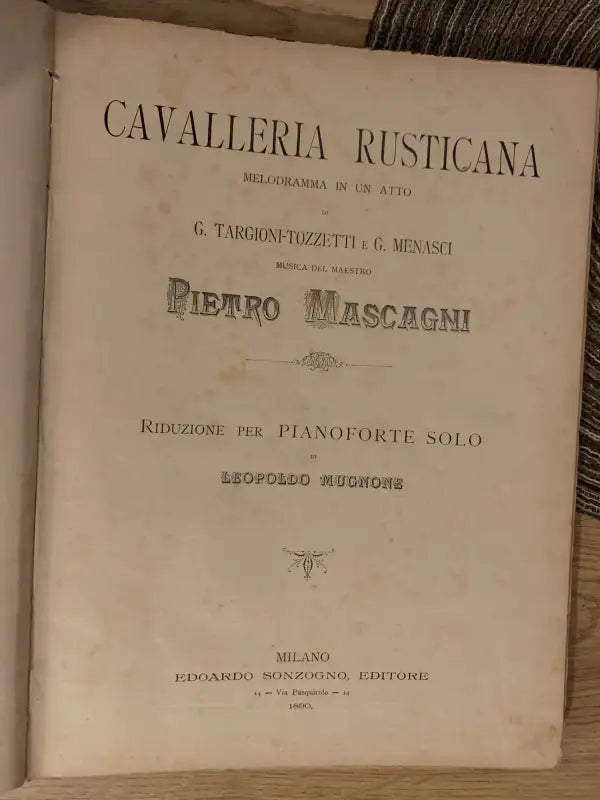 CAVALLERIA RUSTICANA
MELODRAMMA IN UN ATTO
DI
G. TARGIONI-TOZZETTI E G. MENASCI
MUSICA DEL MAESTRO
PIETRO MASCAGNI
RIDUZIONE PER PIANOFORTE SOLO
DI
LEOPOLDO MUGNONE
MILANO
EDOARDO SONZOGNO, EDITORE
14 — Via Pasquirolo — 14
1890.